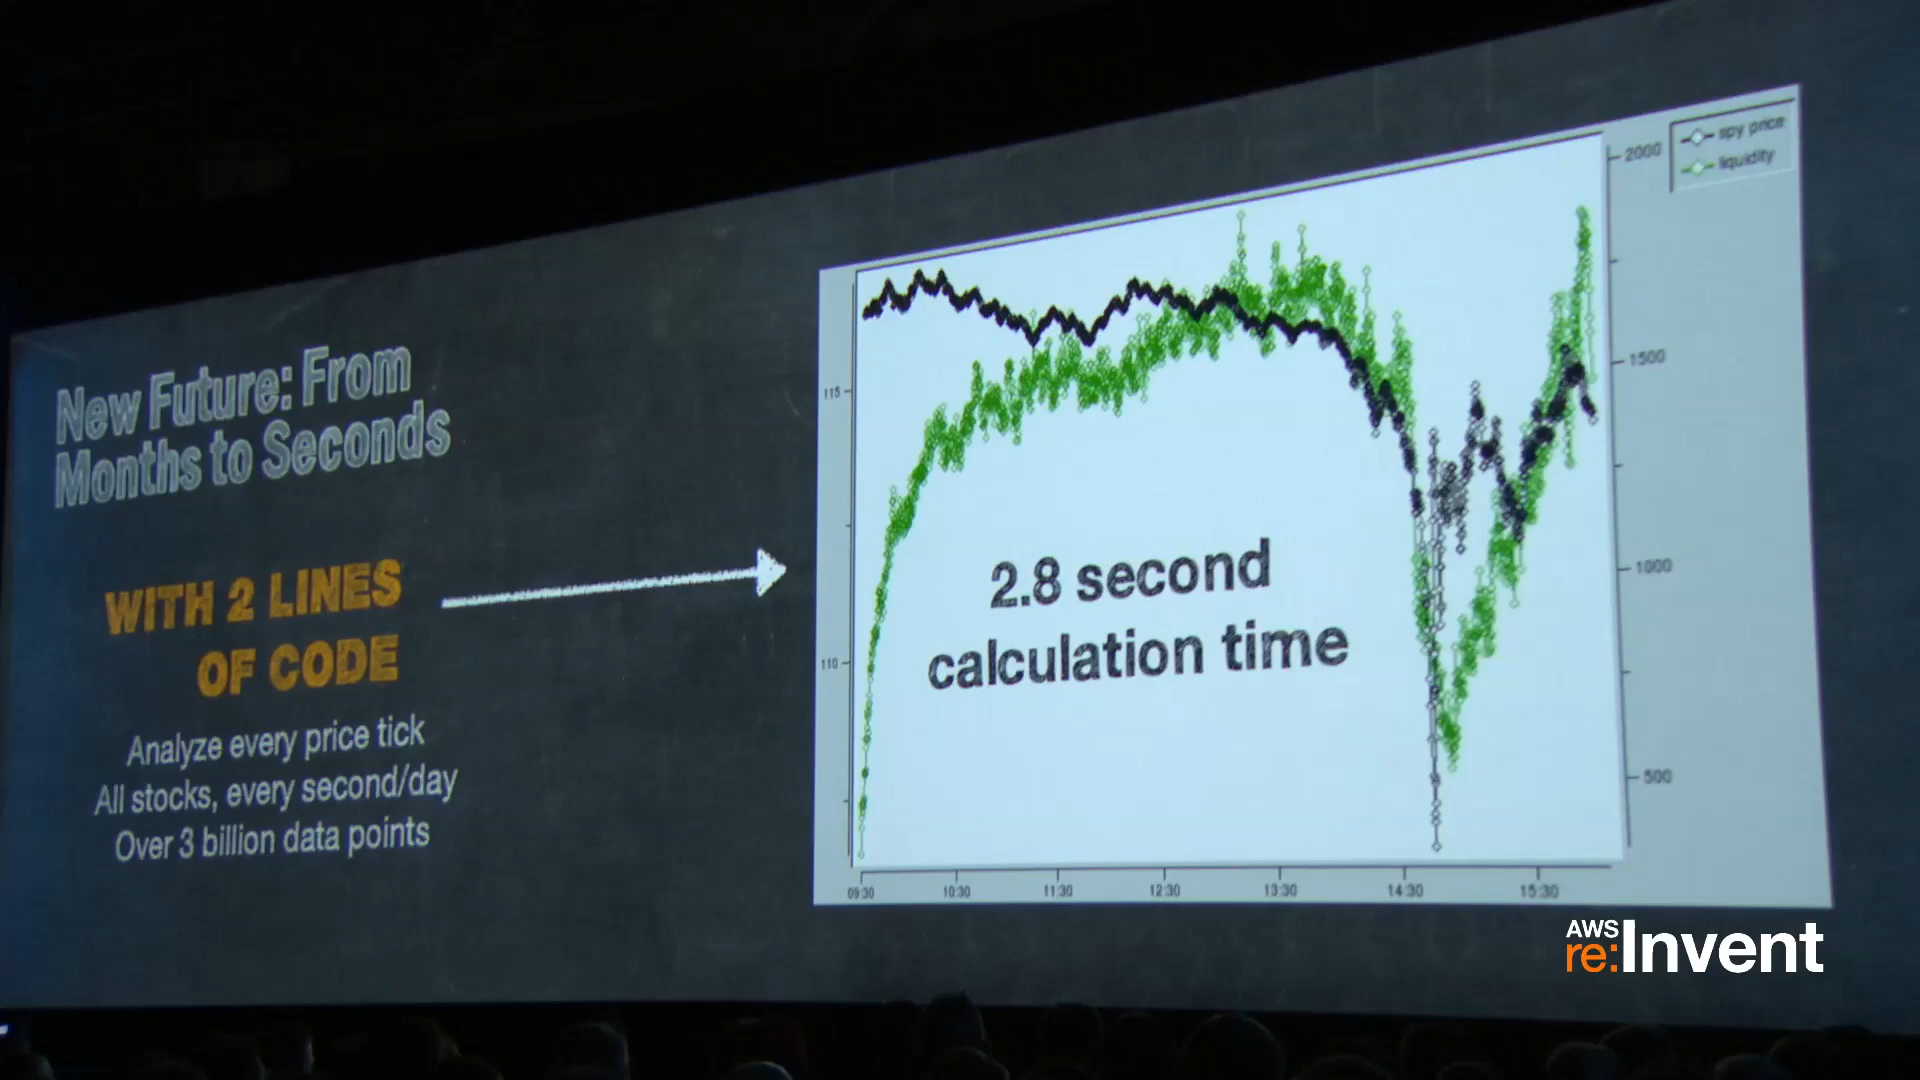 New Future: From
Months to Seconds
WITH 2 LINES
OF CODE
Analyze every price tick
All stocks, every second/day
Over 3 billion data points
spy price
liquidity
2.8 second
calculation time
115
110
2000
1500
1000
500
09:30 10:30 11:30 12:30 13:30 14:30 15:30
AWS
re:Invent